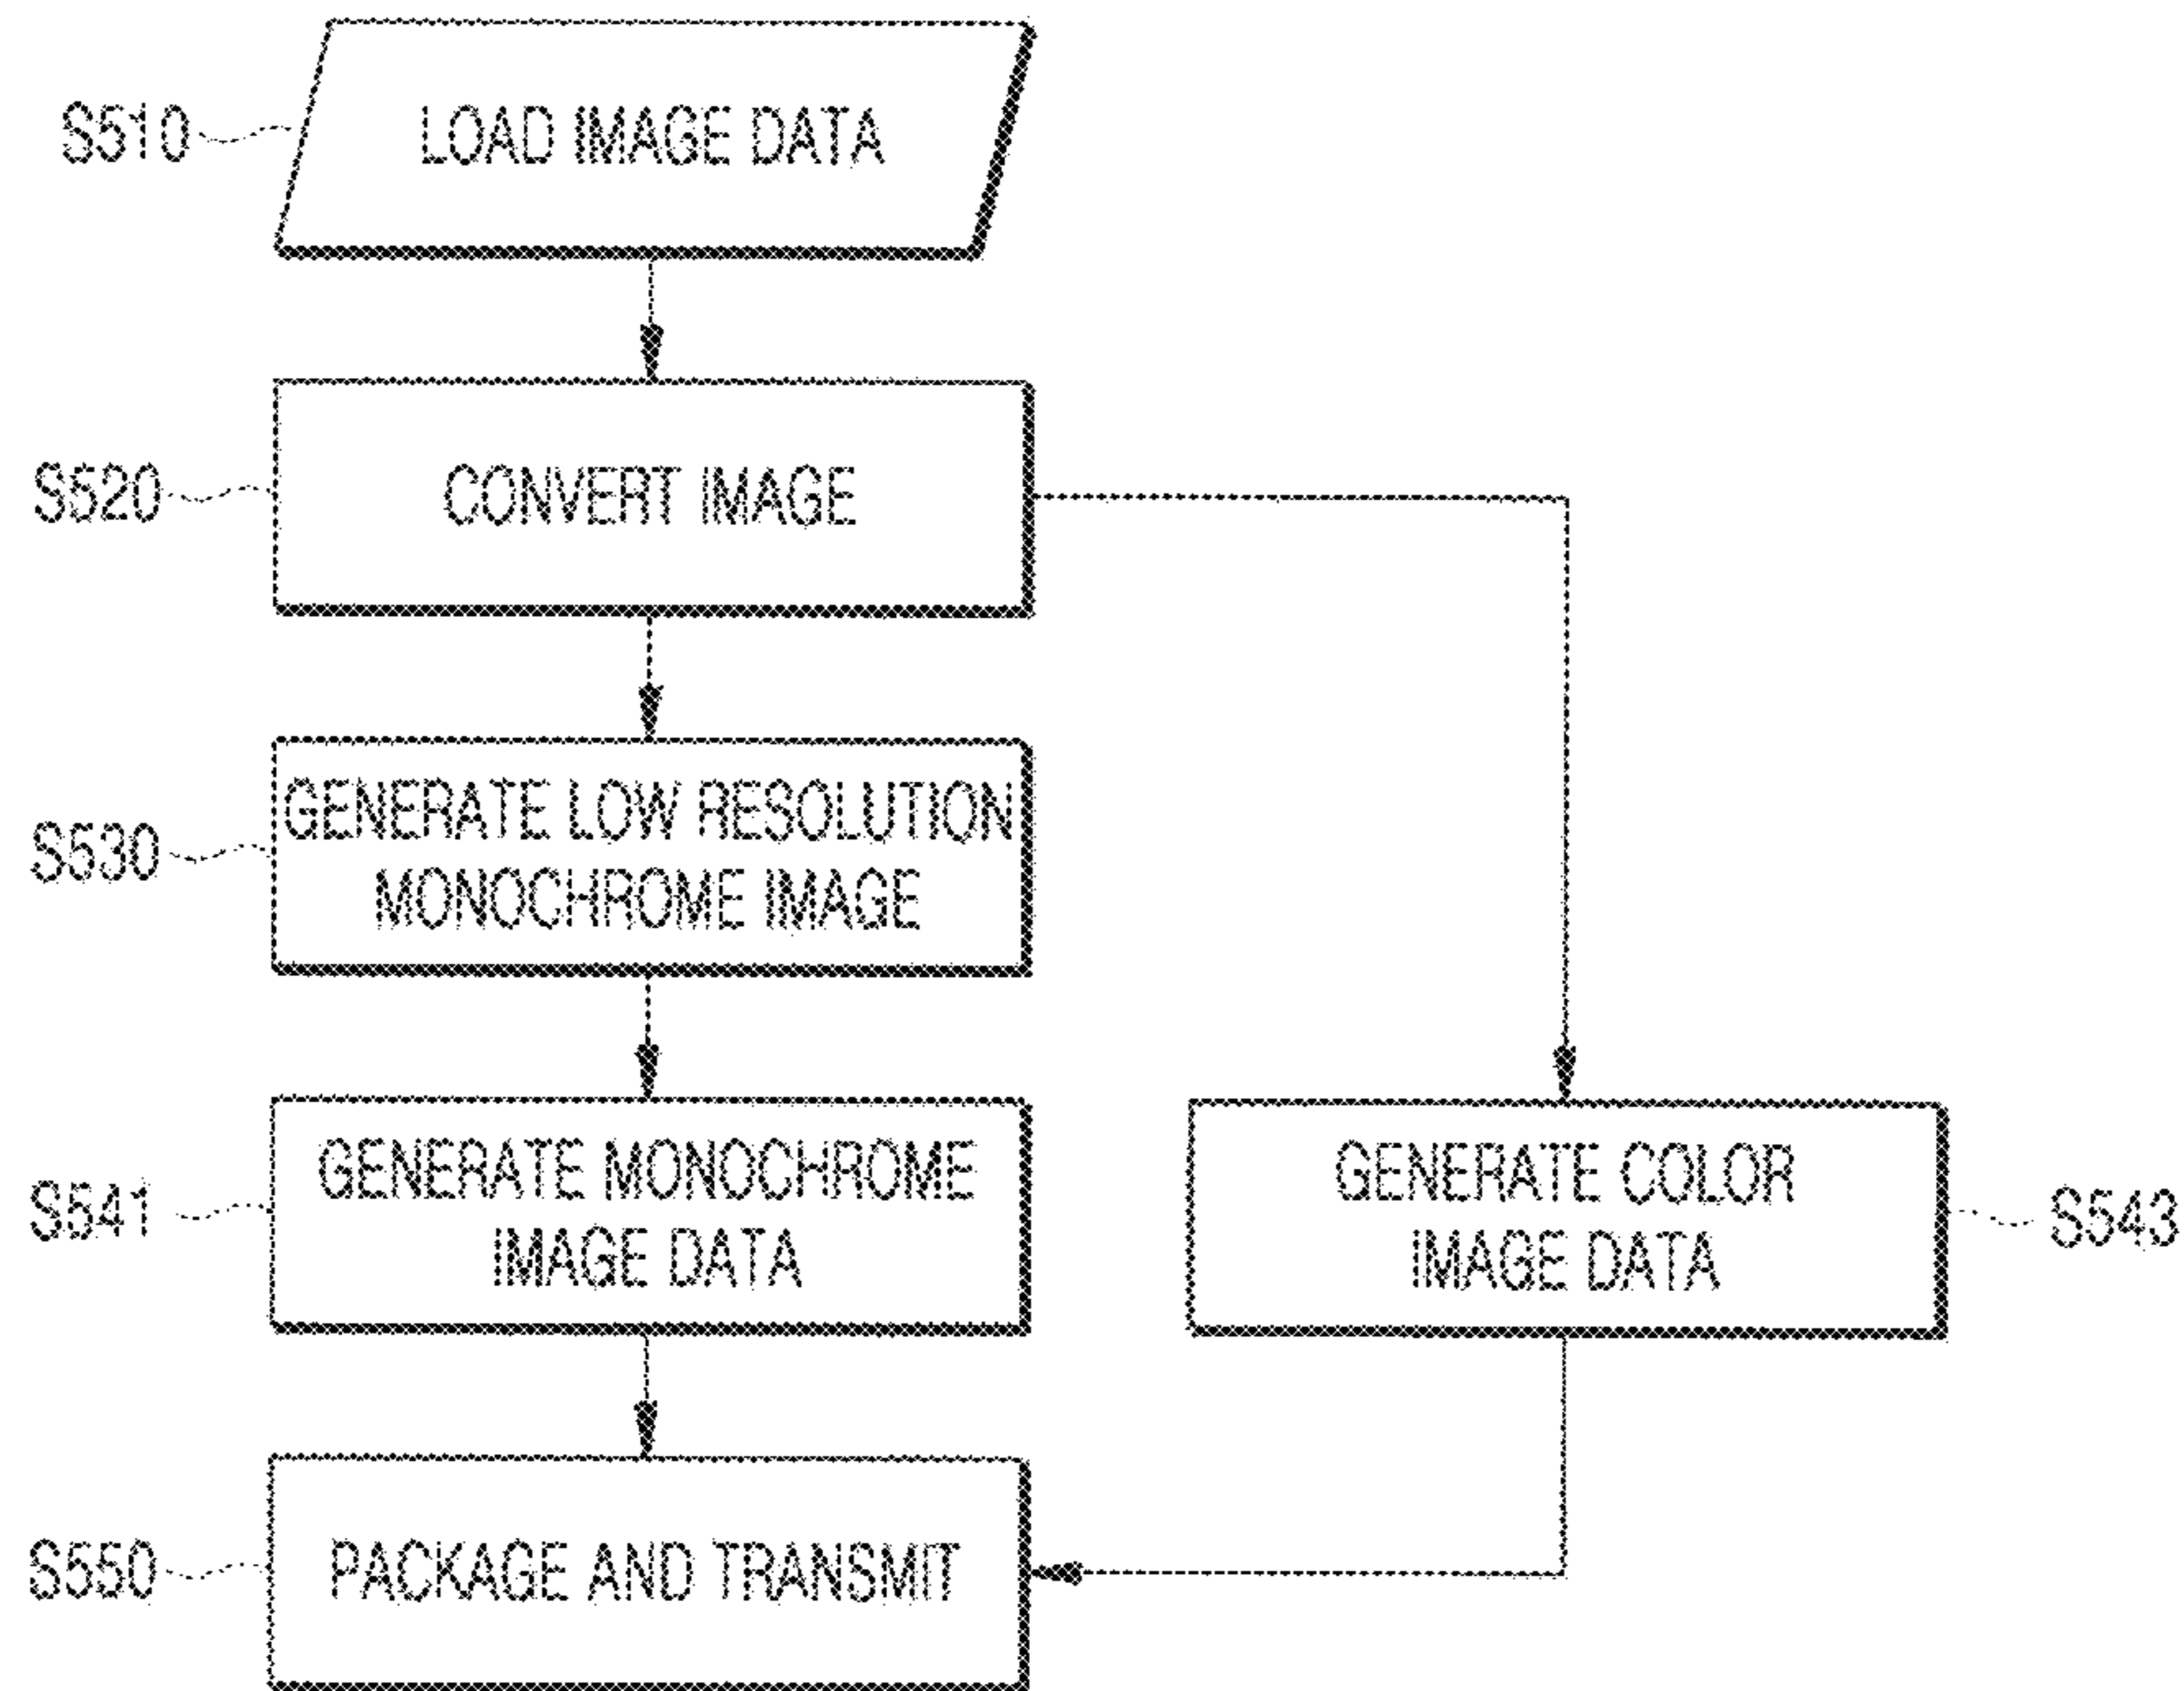 S510
LOAD IMAGE DATA
S520
CONVERT IMAGE
S530
GENERATE LOW RESOLUTION
MONOCHROME IMAGE
S541
GENERATE MONOCHROME
IMAGE DATA
GENERATE COLOR
IMAGE DATA
S543
S550
PACKAGE AND TRANSMIT